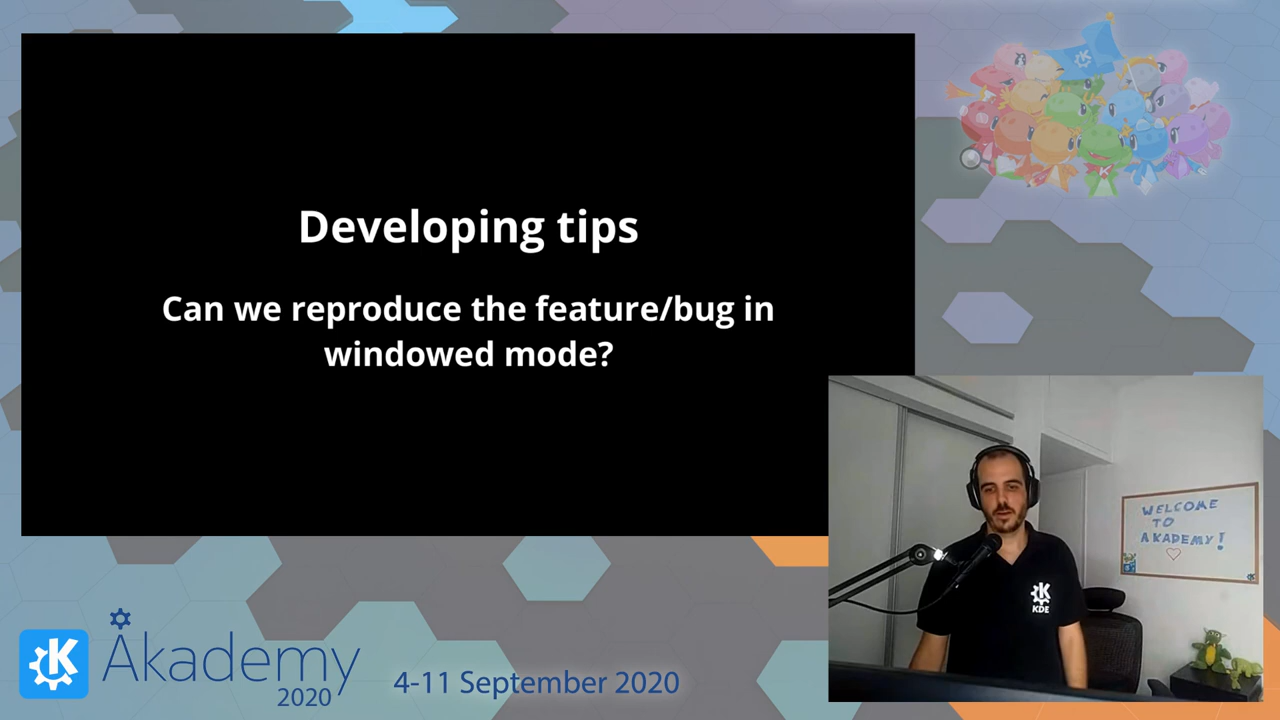 Developing tips
Can we reproduce the feature/bug in
windowed mode?
WELCOME
TO
AKADEMY!
KDE
Akademy
2020
4-11 September 2020